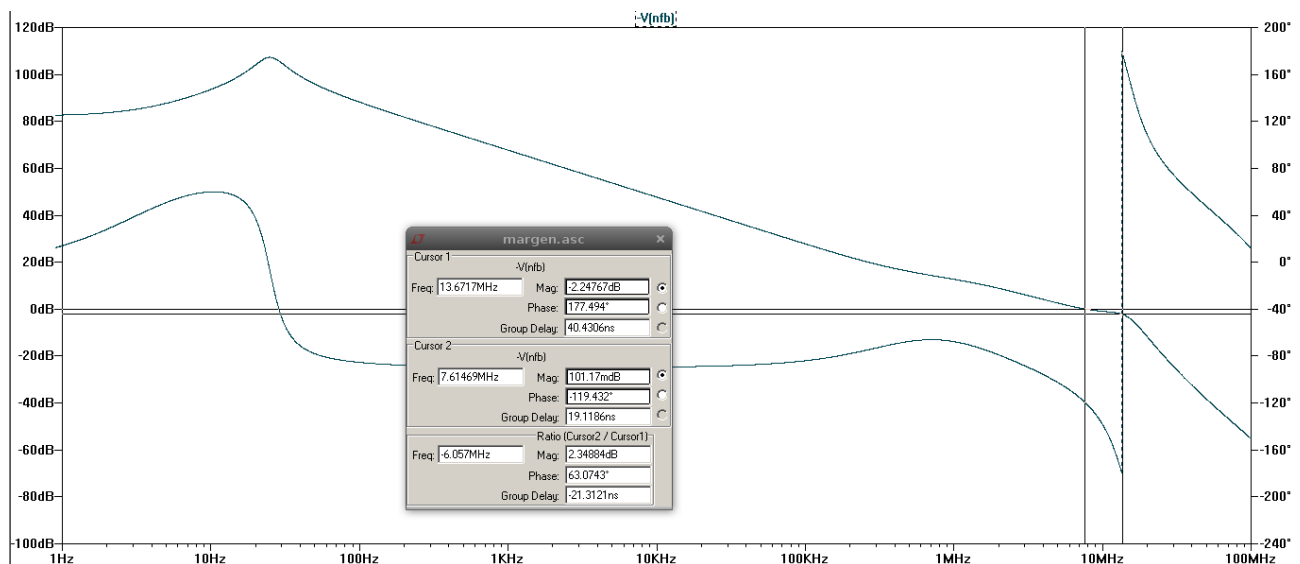 -V(nfb)
120dB
100dB
80dB
60dB
40dB
20dB
0dB
-20dB
-40dB
-60dB
-80dB
-100dB
200°
160°
120°
80°
40°
0°
-40°
-80°
-120°
-160°
-200°
-240°
1Hz 10Hz 100Hz 1KHz 10KHz 100KHz 1MHz 10MHz 100MHz
margen.asc
Cursor 1
-V(nfb)
Freq: 13.6717MHz Mag: -2.24767dB
Phase: 177.494°
Group Delay: 40.4306ns
Cursor 2
-V(nfb)
Freq: 7.61469MHz Mag: 101.17mdB
Phase: -119.432°
Group Delay: 19.1186ns
Ratio (Cursor2 / Cursor1)
Freq: -6.057MHz Mag: 2.34884dB
Phase: 63.0743°
Group Delay: -21.3121ns